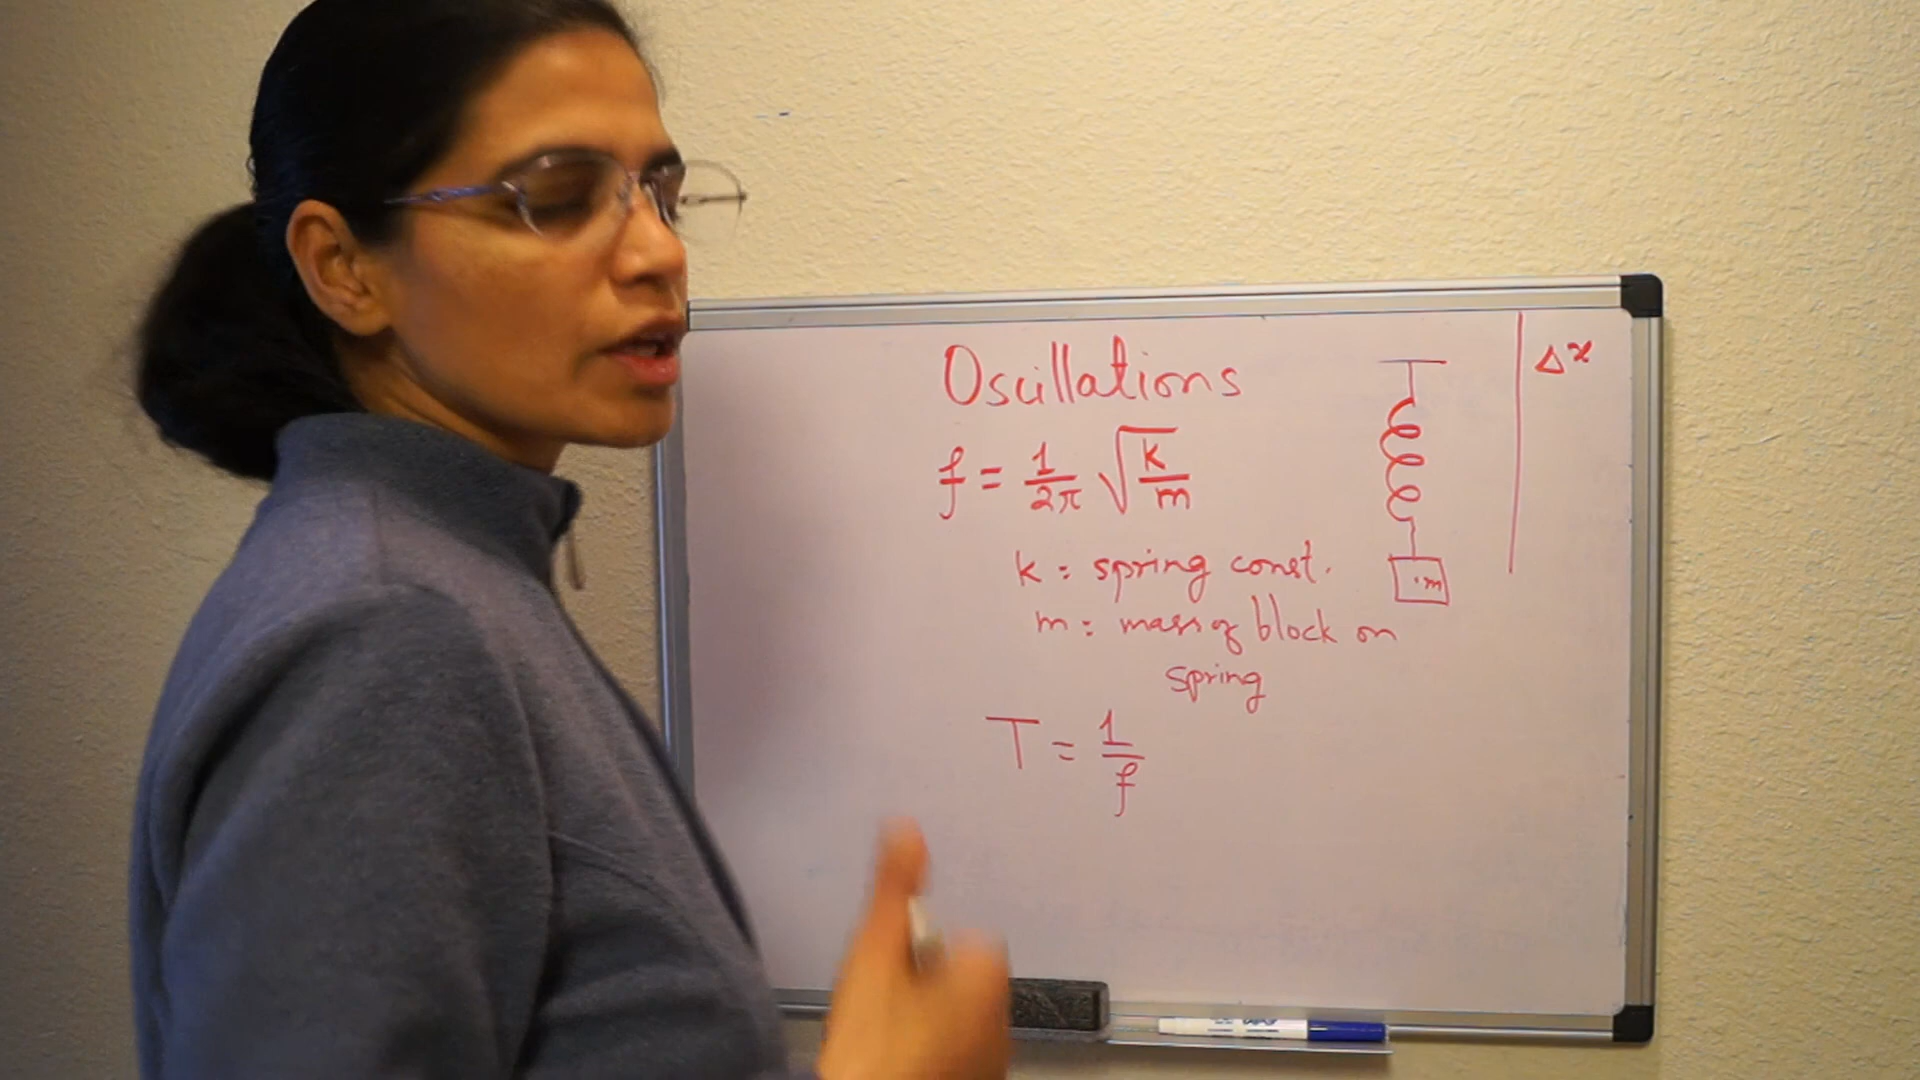 Oscillations
f = 1/2π √k/m
k = spring const.
m = mass of block on
spring
T = 1/f
m
Δx